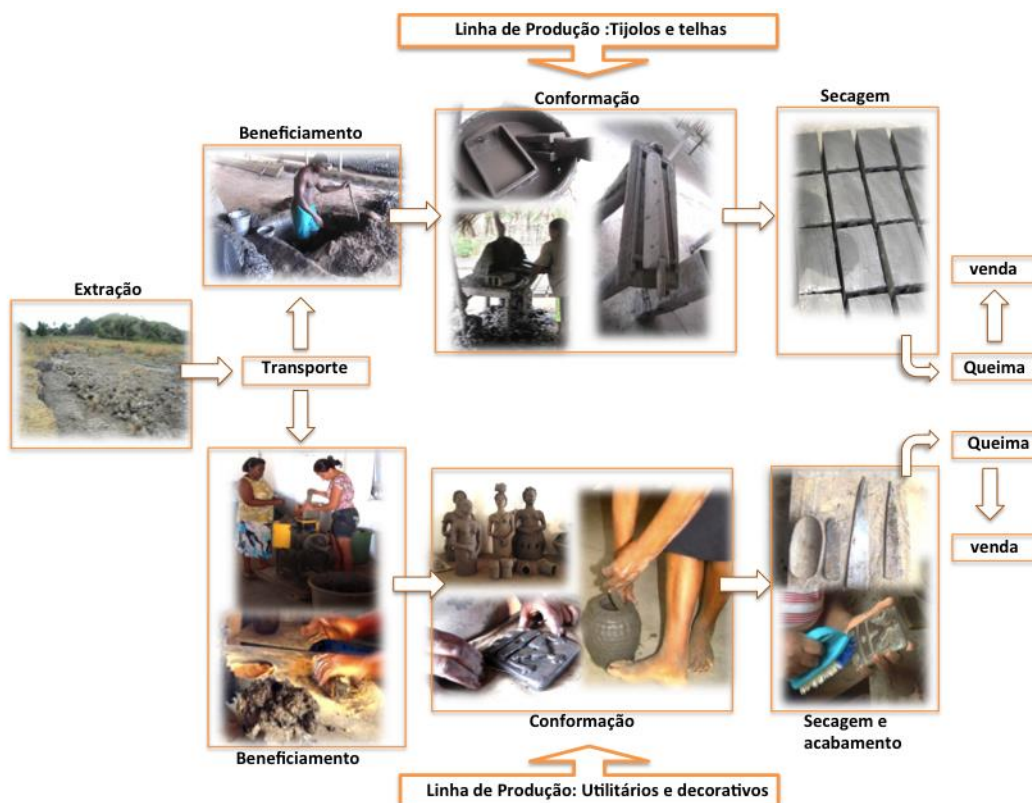 Linha de Produção :Tijolos e telhas
Conformação
Secagem
Beneficiamento
venda
Extração
Transporte
Queima
Queima
venda
Conformação
Secagem e
acabamento
Beneficiamento
Linha de Produção: Utilitários e decorativos